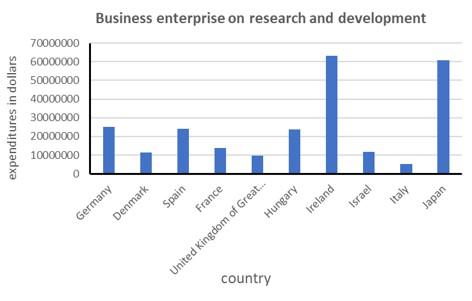 Business enterprise on research and development
expenditures in dollars
70000000
60000000
50000000
40000000
30000000
20000000
10000000
0
Germany
Denmark
Spain
France
United Kingdom of Great...
Hungary
Ireland
Israel
Italy
Japan
country